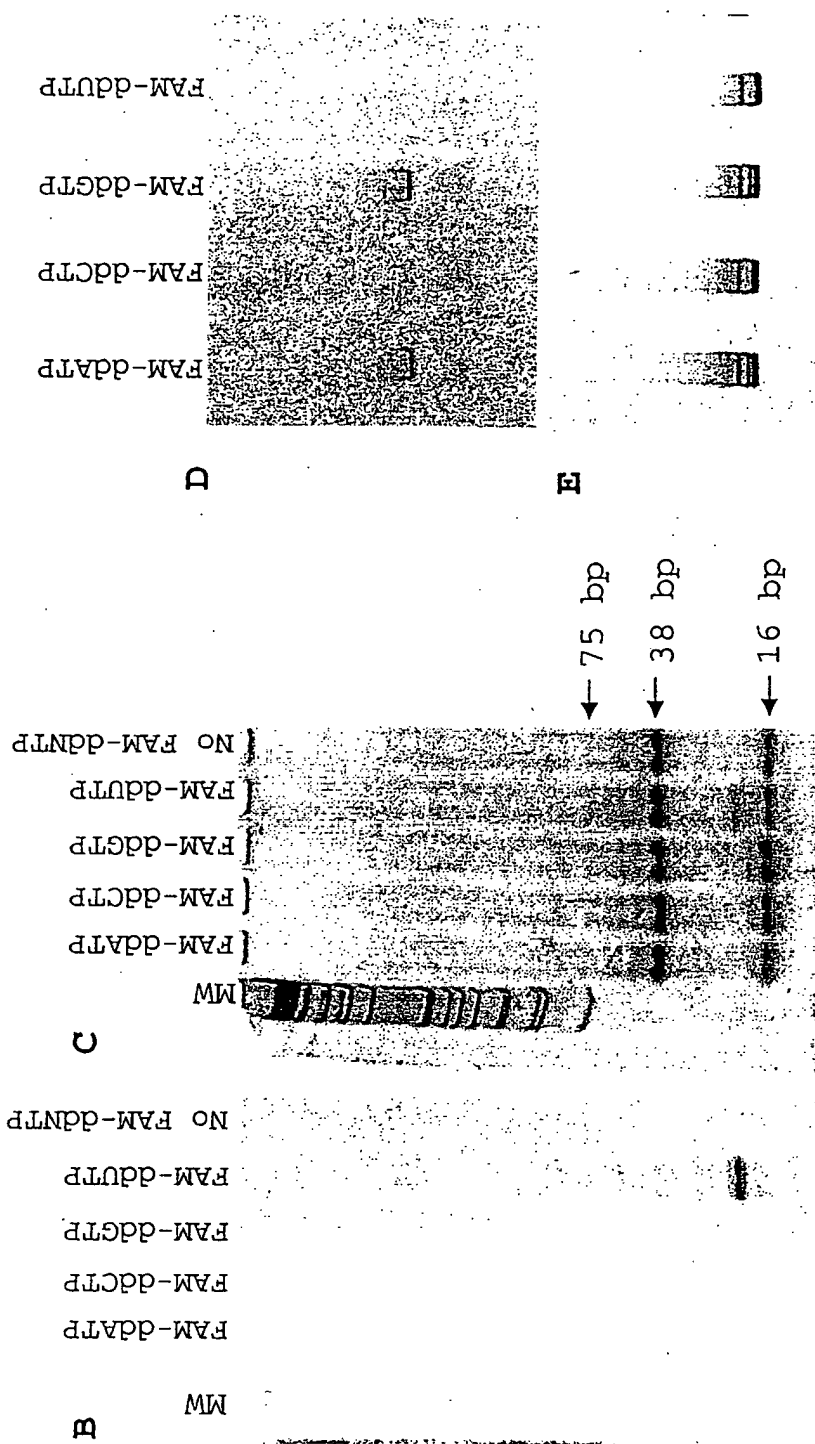 B
MW
FAM-ddATP
FAM-ddCTP
FAM-ddGTP
FAM-ddUTP
No FAM-ddNTP
C
MW
FAM-ddATP
FAM-ddCTP
FAM-ddGTP
FAM-ddUTP
No FAM-ddNTP
75 bp
38 bp
16 bp
D
FAM-ddATP
FAM-ddCTP
FAM-ddGTP
FAM-ddUTP
E